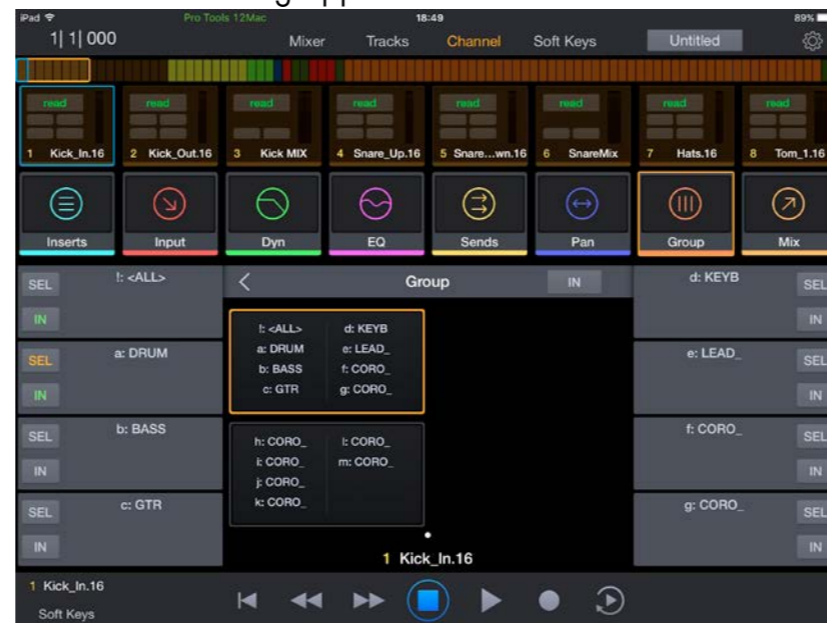 iPad Pro Tools 12Mac 18:49 89%
1| 1| 000 Mixer Tracks Channel Soft Keys Untitled
read read read read read read read read
1 Kick_In.16 2 Kick_Out.16 3 Kick MIX 4 Snare_Up.16 5 Snare...wn.16 6 SnareMix 7 Hats.16 8 Tom_1.16
Inserts Input Dyn EQ Sends Pan Group Mix
SEL !: <ALL> Group IN d: KEYB SEL
IN IN
!: <ALL> d: KEYB
SEL a: DRUM a: DRUM e: LEAD_ e: LEAD_ SEL
b: BASS f: CORO_
IN c: GTR g: CORO_ IN
SEL b: BASS f: CORO_ SEL
h: CORO_ l: CORO_
IN i: CORO_ m: CORO_ IN
j: CORO_
SEL c: GTR k: CORO_ g: CORO_ SEL
IN IN
1 Kick_In.16
1 Kick_In.16
Soft Keys